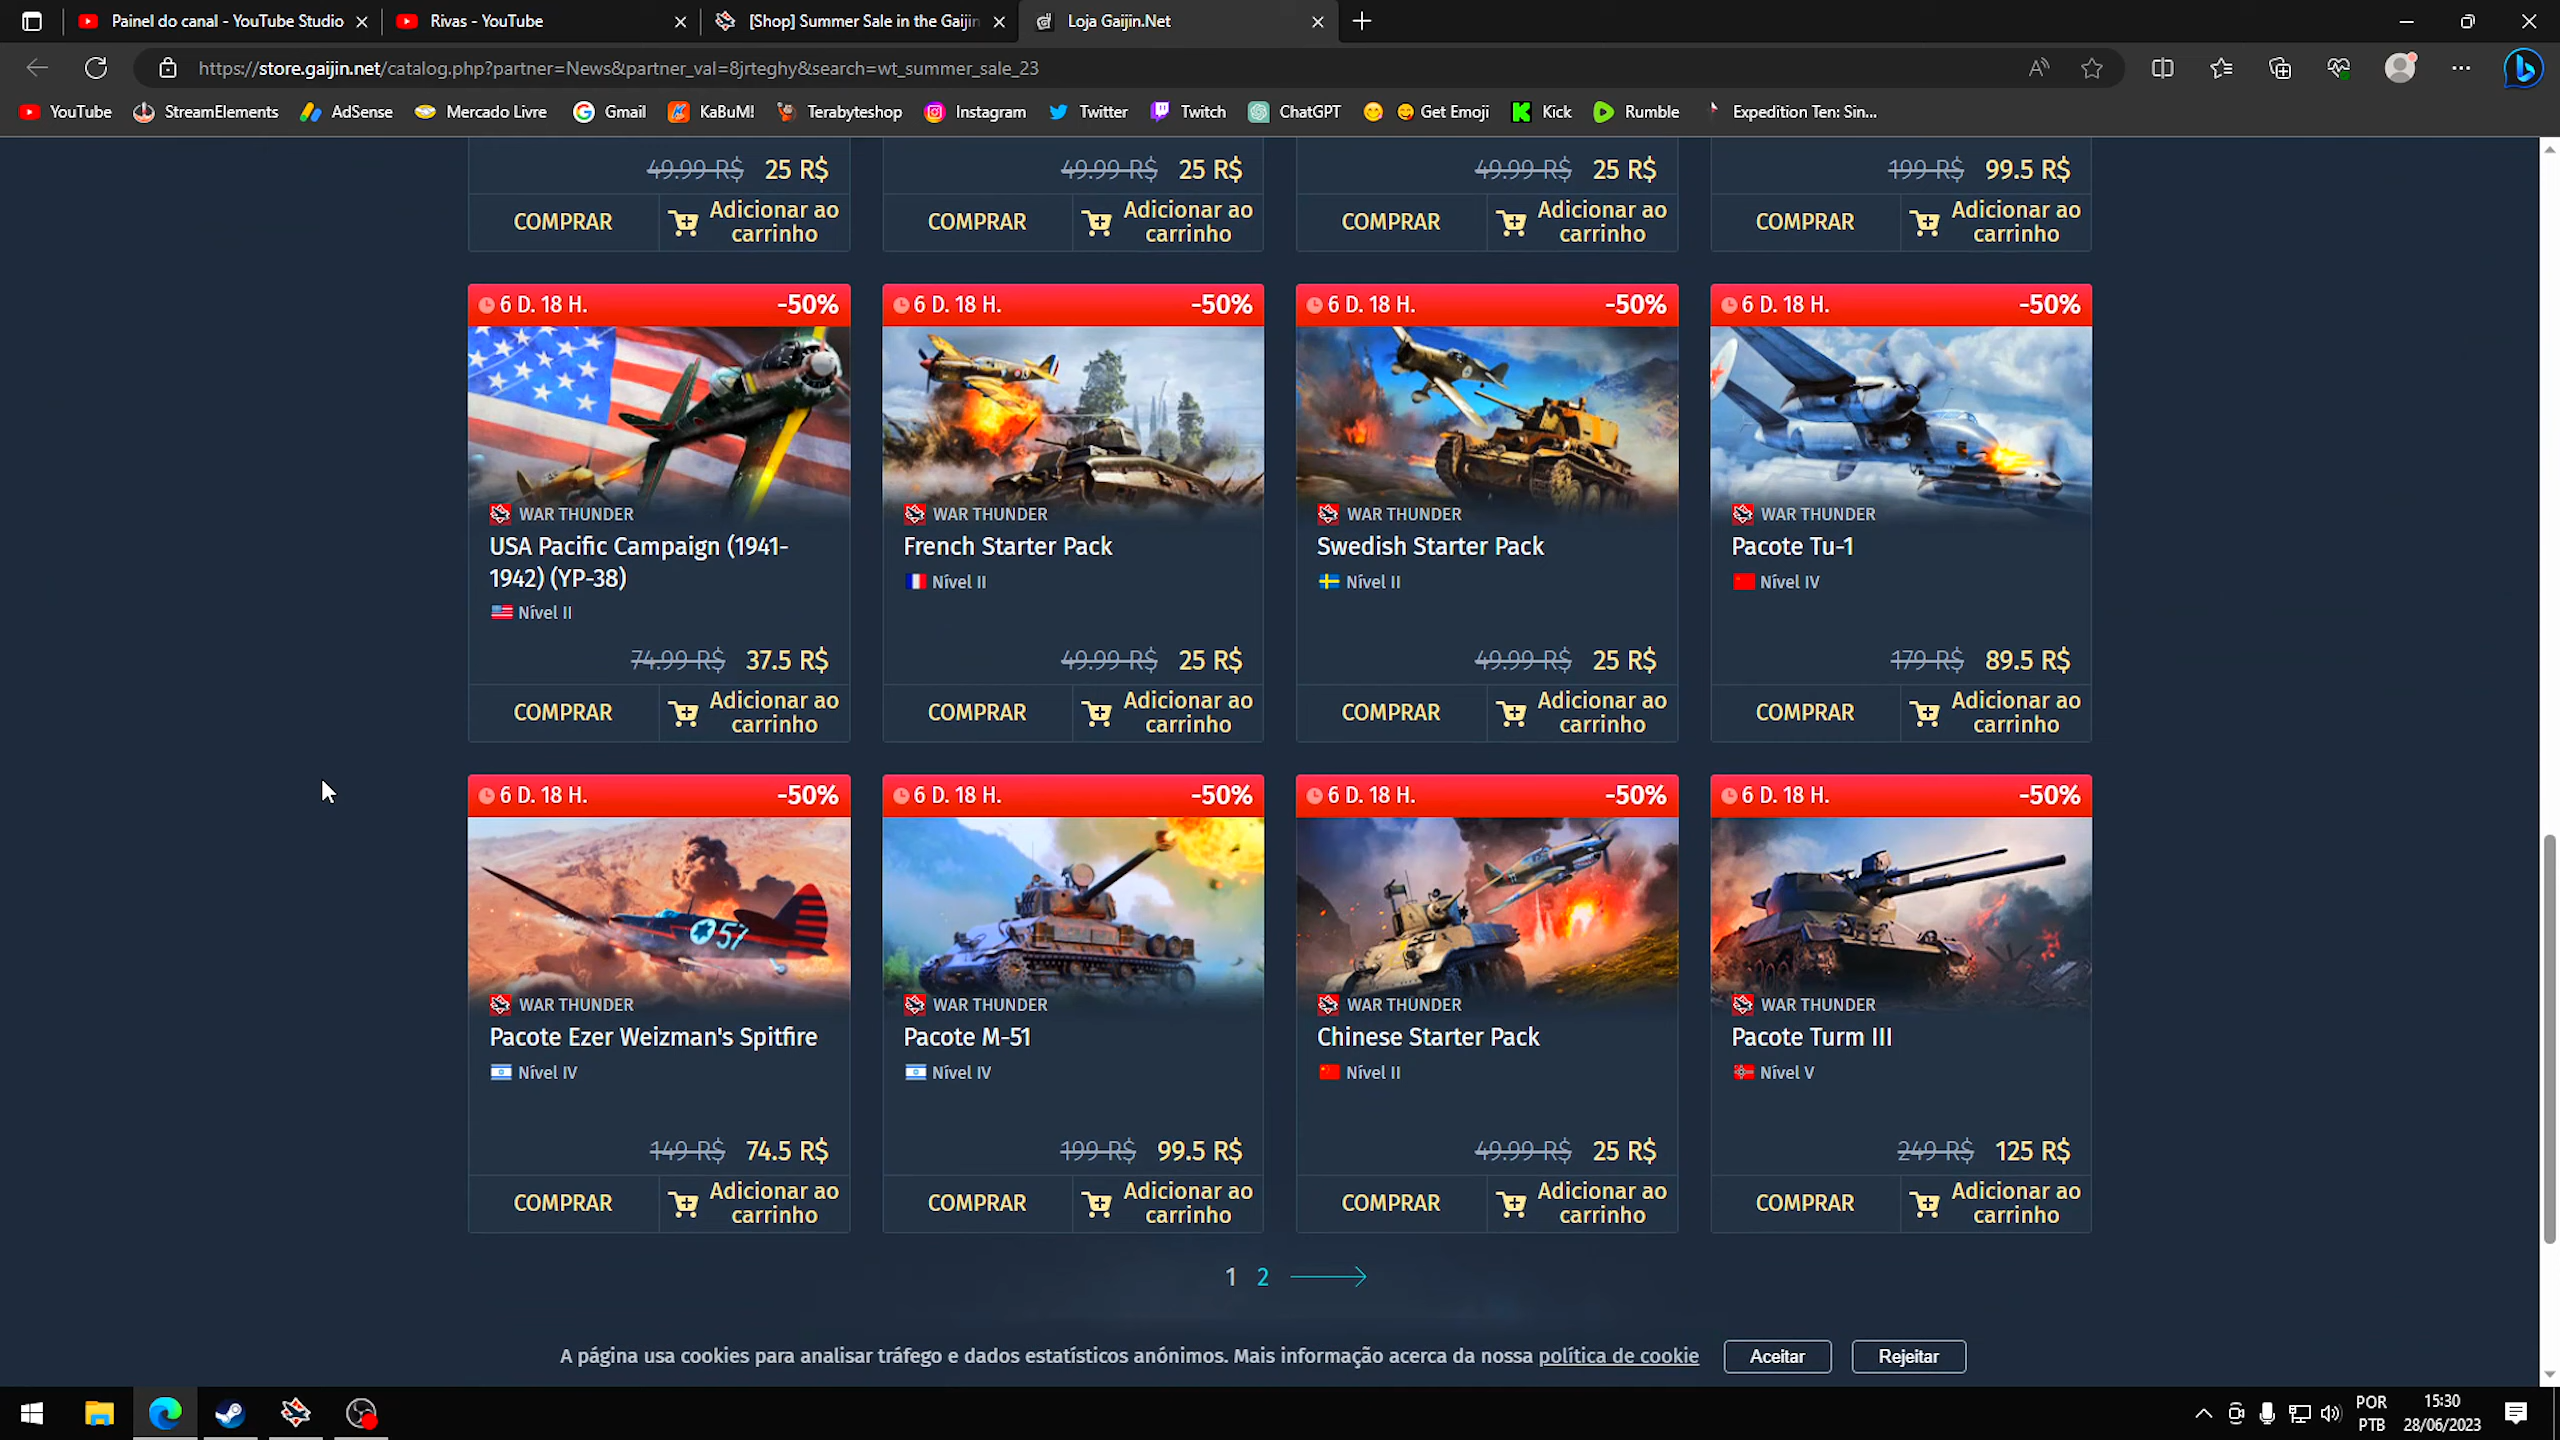 Painel do canal - YouTube Studio
Rivas - YouTube
[Shop] Summer Sale in the Gaijin
Loja Gaijin.Net
https://store.gaijin.net/catalog.php?partner=News&partner_val=8jrteghy&search=wt_summer_sale_23
YouTube StreamElements AdSense Mercado Livre Gmail KaBuM! Terabyteshop Instagram Twitter Twitch ChatGPT Get Emoji Kick Rumble Expedition Ten: Sin...
49.99 R$ 25 R$ 49.99 R$ 25 R$ 49.99 R$ 25 R$ 199 R$ 99.5 R$
COMPRAR Adicionar ao carrinho COMPRAR Adicionar ao carrinho COMPRAR Adicionar ao carrinho COMPRAR Adicionar ao carrinho
6 D. 18 H. -50%
WAR THUNDER
USA Pacific Campaign (1941-
1942) (YP-38)
Nível II
74.99 R$ 37.5 R$
COMPRAR
Adicionar ao
carrinho
6 D. 18 H. -50%
WAR THUNDER
French Starter Pack
Nível II
49.99 R$ 25 R$
COMPRAR
Adicionar ao
carrinho
6 D. 18 H. -50%
WAR THUNDER
Swedish Starter Pack
Nível II
49.99 R$ 25 R$
COMPRAR
Adicionar ao
carrinho
6 D. 18 H. -50%
WAR THUNDER
Pacote Tu-1
Nível IV
179 R$ 89.5 R$
COMPRAR
Adicionar ao
carrinho
6 D. 18 H. -50%
57
WAR THUNDER
Pacote Ezer Weizman's Spitfire
Nível IV
149 R$ 74.5 R$
COMPRAR
Adicionar ao
carrinho
6 D. 18 H. -50%
WAR THUNDER
Pacote M-51
Nível IV
199 R$ 99.5 R$
COMPRAR
Adicionar ao
carrinho
6 D. 18 H. -50%
WAR THUNDER
Chinese Starter Pack
Nível II
49.99 R$ 25 R$
COMPRAR
Adicionar ao
carrinho
6 D. 18 H. -50%
WAR THUNDER
Pacote Turm III
Nível V
249 R$ 125 R$
COMPRAR
Adicionar ao
carrinho
1 2
A página usa cookies para analisar tráfego e dados estatísticos anónimos. Mais informação acerca da nossa política de cookie
Aceitar
Rejeitar
POR
PTB
15:30
28/06/2023